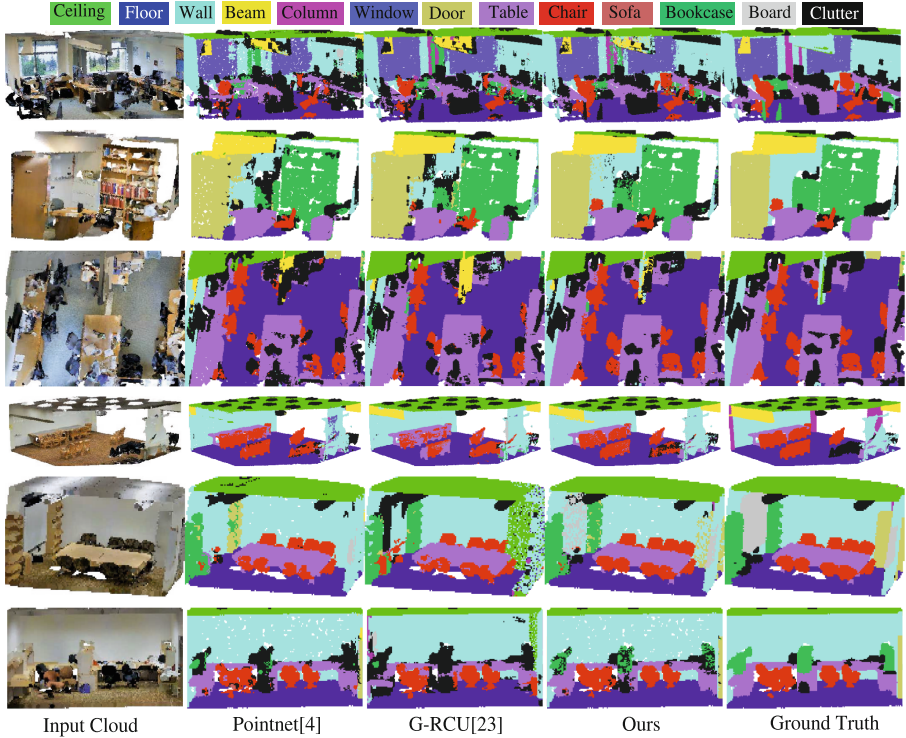 Ceiling Floor Wall Beam Column Window Door Table Chair Sofa Bookcase Board Clutter
Input Cloud Pointnet[4] G-RCU[23] Ours Ground Truth